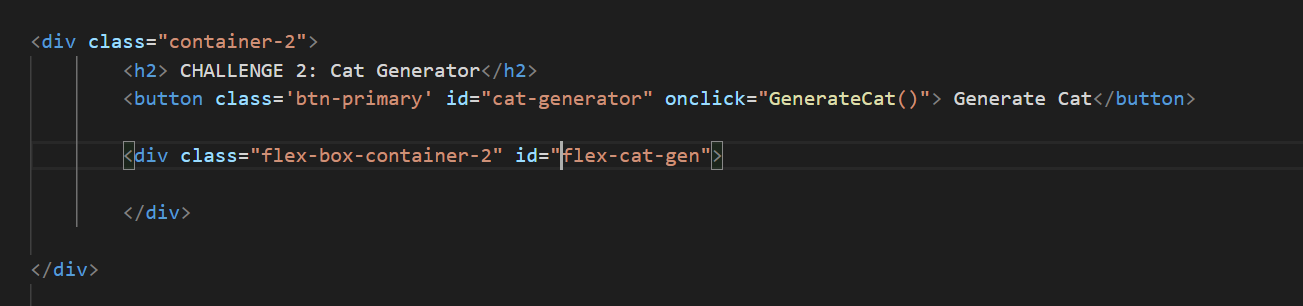 <div class="container-2">
<h2> CHALLENGE 2: Cat Generator</h2>
<button class='btn-primary' id="cat-generator" onclick="GenerateCat()"> Generate Cat</button>
<div class="flex-box-container-2" id="flex-cat-gen">
</div>
</div>